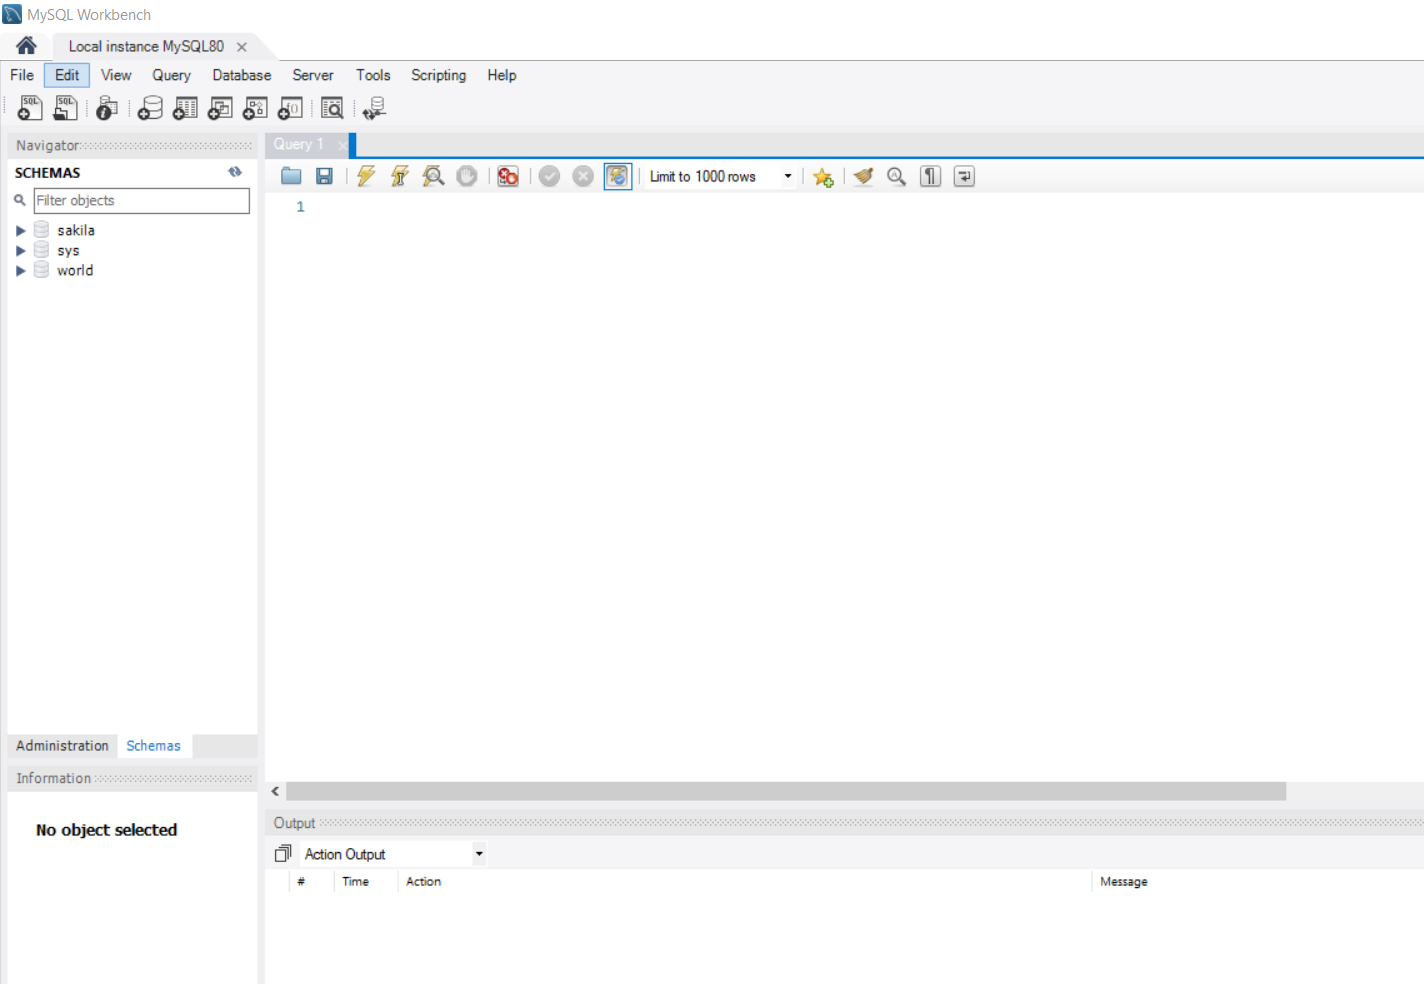 MySQL Workbench
Local instance MySQL80
File Edit View Query Database Server Tools Scripting Help
SQL SQL
Navigator
Query 1
SCHEMAS
Limit to 1000 rows
Filter objects
1
sakila
sys
world
Administration Schemas
Information
No object selected
Output
Action Output
# Time Action Message